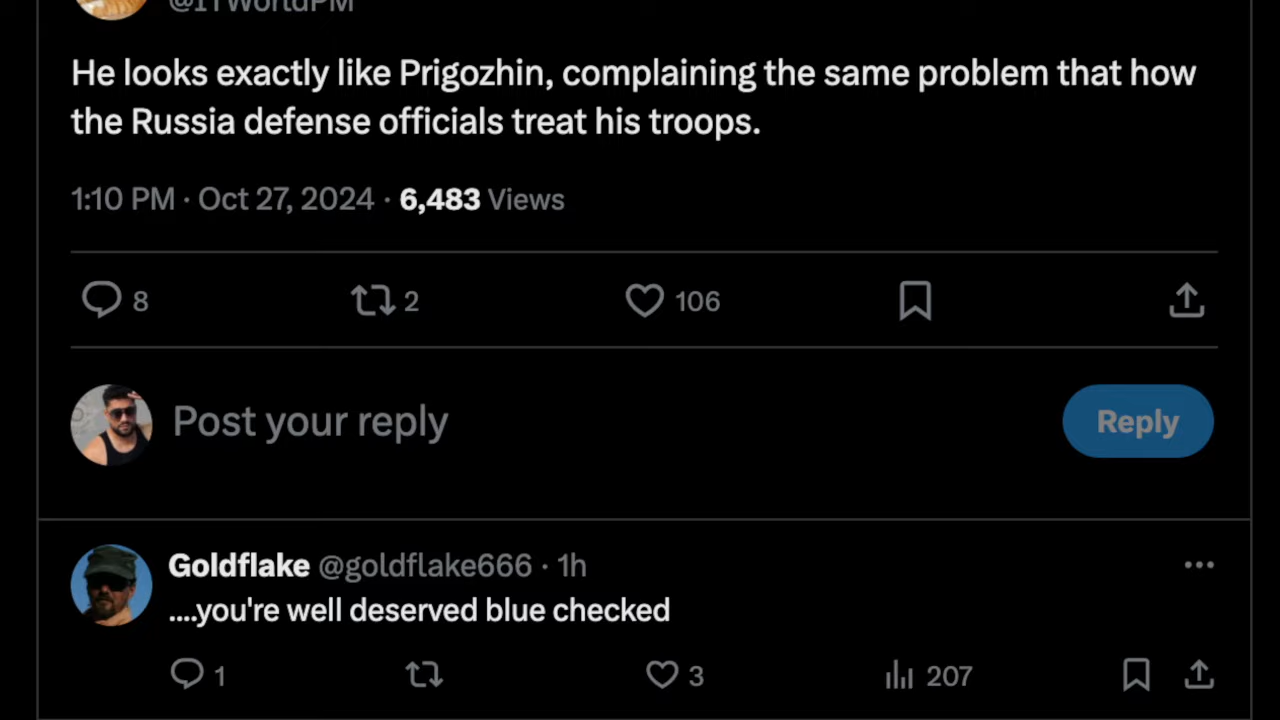 @ITWorldPM
He looks exactly like Prigozhin, complaining the same problem that how
the Russia defense officials treat his troops.
1:10 PM · Oct 27, 2024 · 6,483 Views
8 2 106
Post your reply Reply
Goldflake @goldflake666 · 1h
....you're well deserved blue checked
1 3 207